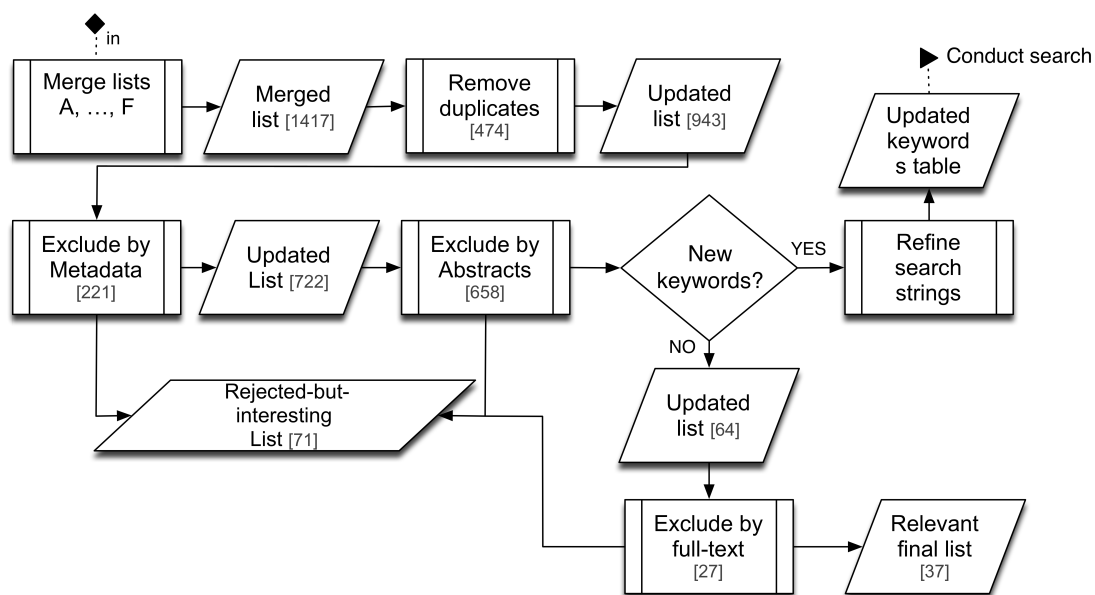 in
Merge lists
A, ..., F
Merged
list [1417]
Remove
duplicates
[474]
Updated
list [943]
Conduct search
Updated
keyword
s table
Exclude by
Metadata
[221]
Updated
List [722]
Exclude by
Abstracts
[658]
New
keywords?
YES
Refine
search
strings
NO
Rejected-but-
interesting
List [71]
Updated
list [64]
Exclude by
full-text
[27]
Relevant
final list
[37]